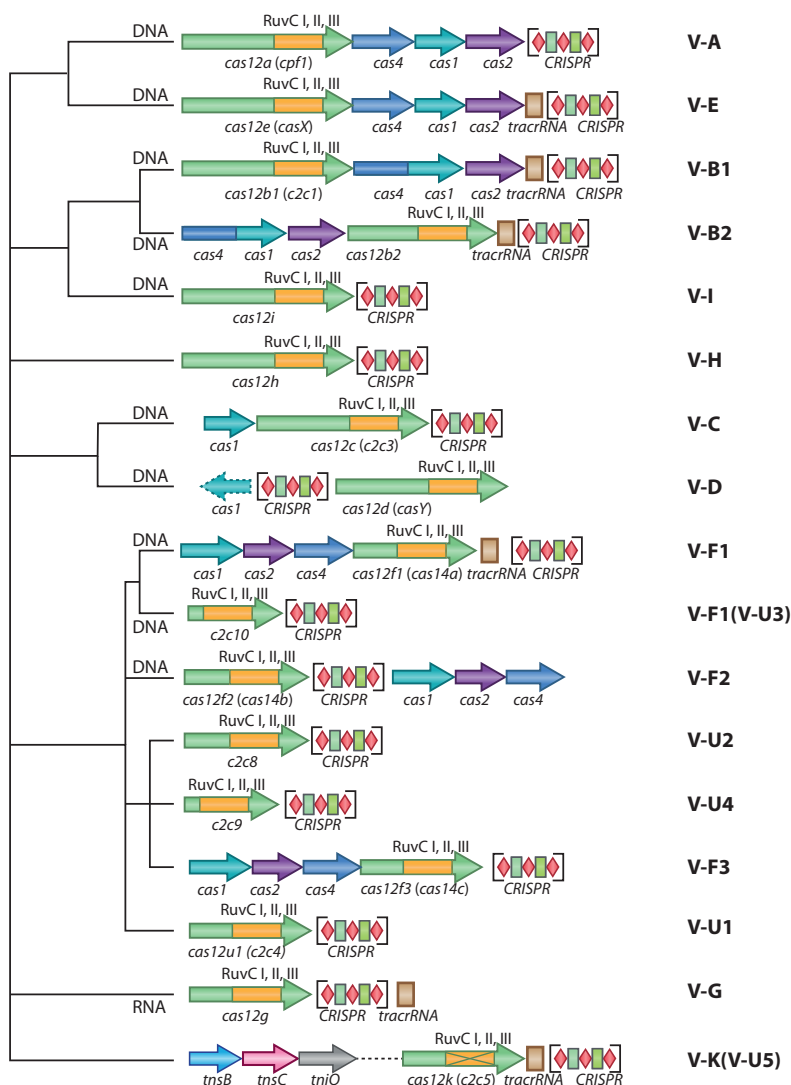 DNA RuvC I, II, III V-A
cas12a (cpf1) cas4 cas1 cas2 CRISPR
DNA RuvC I, II, III V-E
cas12e (casX) cas4 cas1 cas2 tracrRNA CRISPR
DNA RuvC I, II, III V-B1
cas12b1 (c2c1) cas4 cas1 cas2 tracrRNA CRISPR
DNA RuvC I, II, III V-B2
cas4 cas1 cas2 cas12b2 tracrRNA CRISPR
RuvC I, II, III V-I
cas12i CRISPR
RuvC I, II, III V-H
cas12h CRISPR
DNA RuvC I, II, III V-C
cas1 cas12c (c2c3) CRISPR
DNA RuvC I, II, III V-D
cas1 CRISPR cas12d (casY)
DNA RuvC I, II, III V-F1
cas1 cas2 cas4 cas12f1 (cas14a) tracrRNA CRISPR
DNA RuvC I, II, III V-F1(V-U3)
c2c10 CRISPR
DNA RuvC I, II, III V-F2
cas12f2 (cas14b) CRISPR cas1 cas2 cas4
RuvC I, II, III V-U2
c2c8 CRISPR
RuvC I, II, III V-U4
c2c9 CRISPR
RuvC I, II, III V-F3
cas1 cas2 cas4 cas12f3 (cas14c) CRISPR
RuvC I, II, III V-U1
cas12u1 (c2c4) CRISPR
RNA RuvC I, II, III V-G
cas12g CRISPR tracrRNA
RuvC I, II, III V-K(V-U5)
tnsB tnsC tniQ cas12k (c2c5) tracrRNA CRISPR